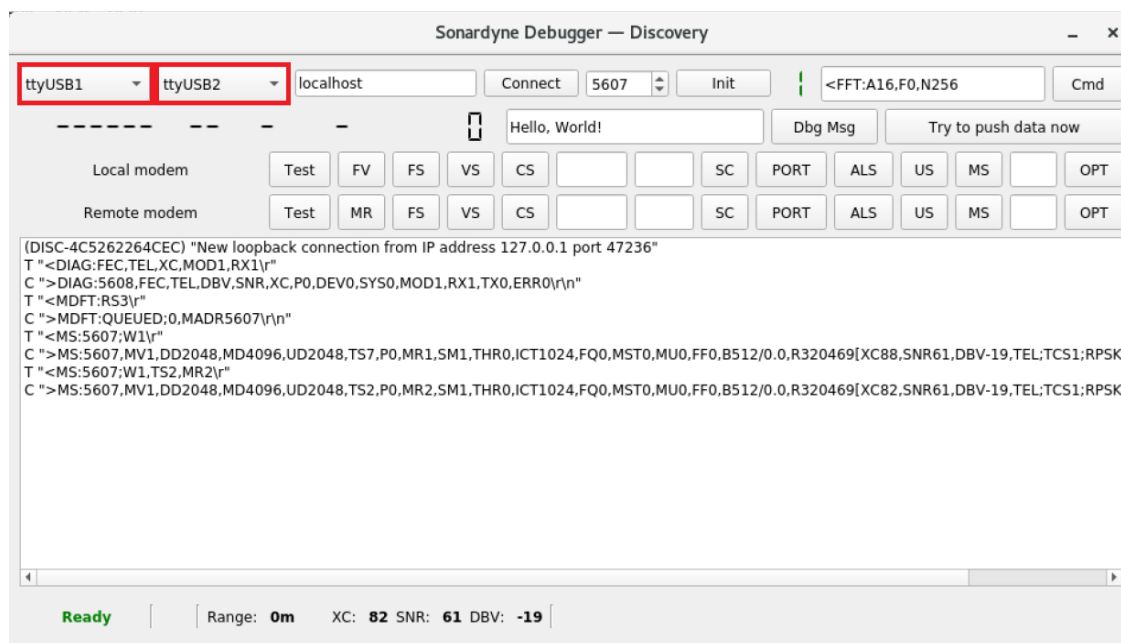 Sonardyne Debugger — Discovery
ttyUSB1 ttyUSB2 localhost Connect 5607 Init <FFT:A16,F0,N256 Cmd
------ -- - - 0 Hello, World! Dbg Msg Try to push data now
Local modem Test FV FS VS CS SC PORT ALS US MS OPT
Remote modem Test MR FS VS CS SC PORT ALS US MS OPT
(DISC-4C5262264CEC) "New loopback connection from IP address 127.0.0.1 port 47236"
T "<DIAG:FEC,TEL,XC,MOD1,RX1\r"
C ">DIAG:5608,FEC,TEL,DBV,SNR,XC,P0,DEV0,SYS0,MOD1,RX1,TX0,ERR0\r\n"
T "<MDFT:RS3\r"
C ">MDFT:QUEUED;0,MADR5607\r\n"
T "<MS:5607;W1\r"
C ">MS:5607,MV1,DD2048,MD4096,UD2048,TS7,P0,MR1,SM1,THR0,ICT1024,FQ0,MST0,MU0,FF0,B512/0.0,R320469[XC88,SNR61,DBV-19,TEL;TCS1;RPSK
T "<MS:5607;W1,TS2,MR2\r"
C ">MS:5607,MV1,DD2048,MD4096,UD2048,TS2,P0,MR2,SM1,THR0,ICT1024,FQ0,MST0,MU0,FF0,B512/0.0,R320469[XC82,SNR61,DBV-19,TEL;TCS1;RPSK
Ready Range: 0m XC: 82 SNR: 61 DBV: -19